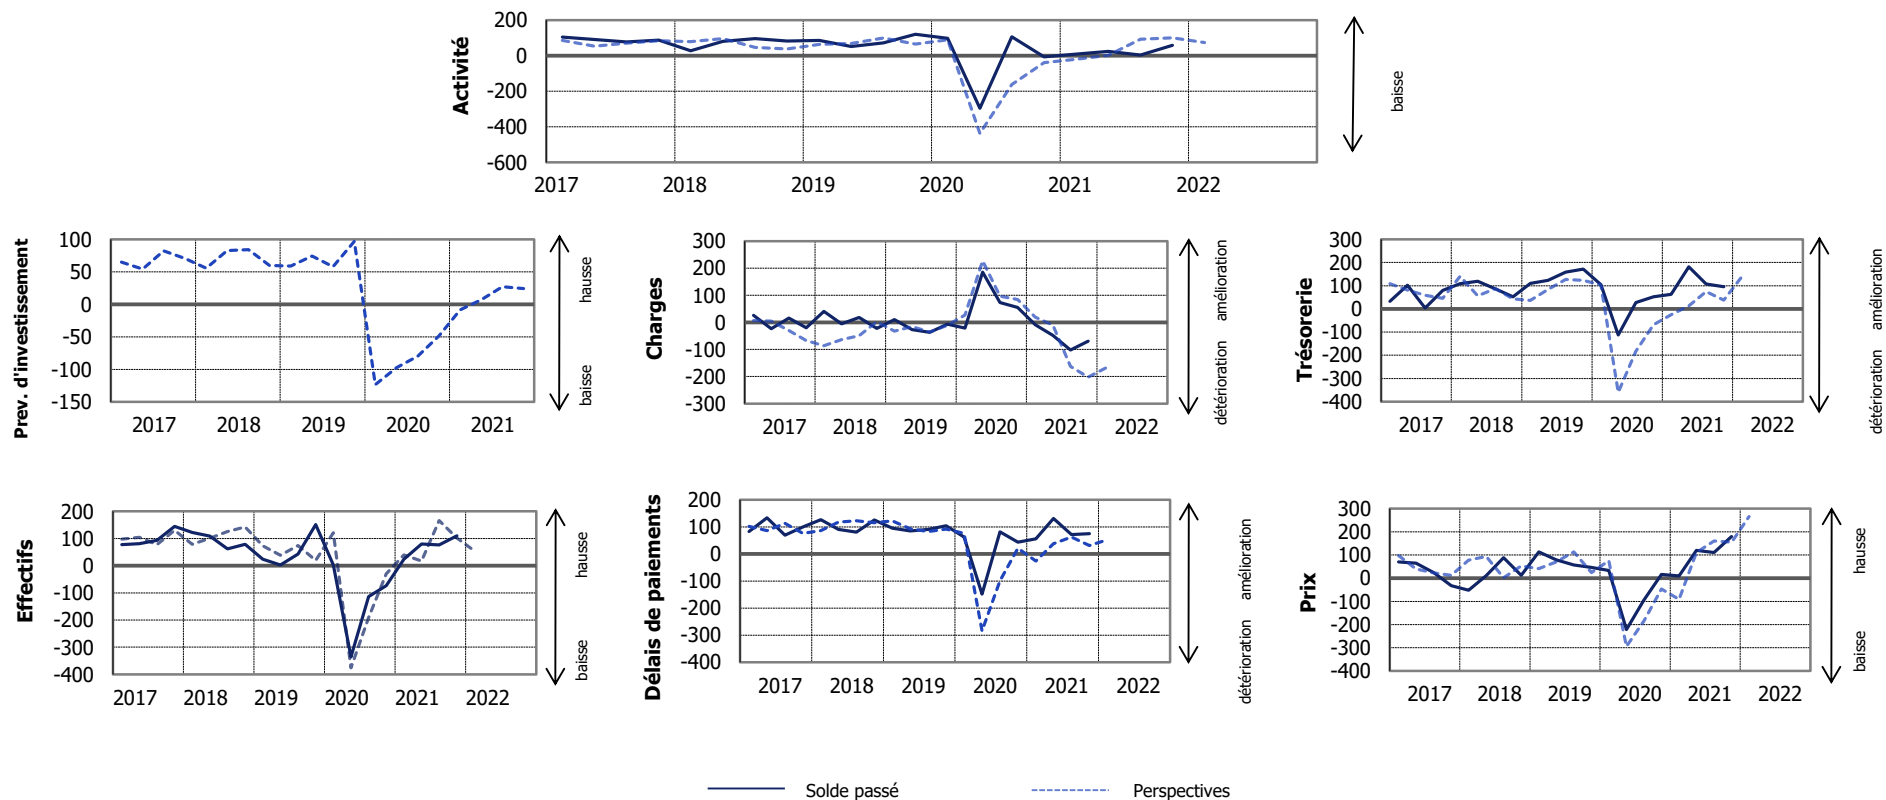 Activité
200
0
-200
-400
-600
2017 2018 2019 2020 2021 2022
baisse
Prev. d'investissement
100
50
0
-50
-100
-150
2017 2018 2019 2020 2021
hausse
baisse
Charges
300
200
100
0
-100
-200
-300
2017 2018 2019 2020 2021 2022
amélioration
détérioration
Trésorerie
300
200
100
0
-100
-200
-300
-400
2017 2018 2019 2020 2021 2022
amélioration
détérioration
Effectifs
200
100
0
-100
-200
-300
-400
2017 2018 2019 2020 2021 2022
hausse
baisse
Délais de paiements
200
100
0
-100
-200
-300
-400
2017 2018 2019 2020 2021 2022
amélioration
détérioration
Prix
300
200
100
0
-100
-200
-300
-400
2017 2018 2019 2020 2021 2022
hausse
baisse
Solde passé Perspectives